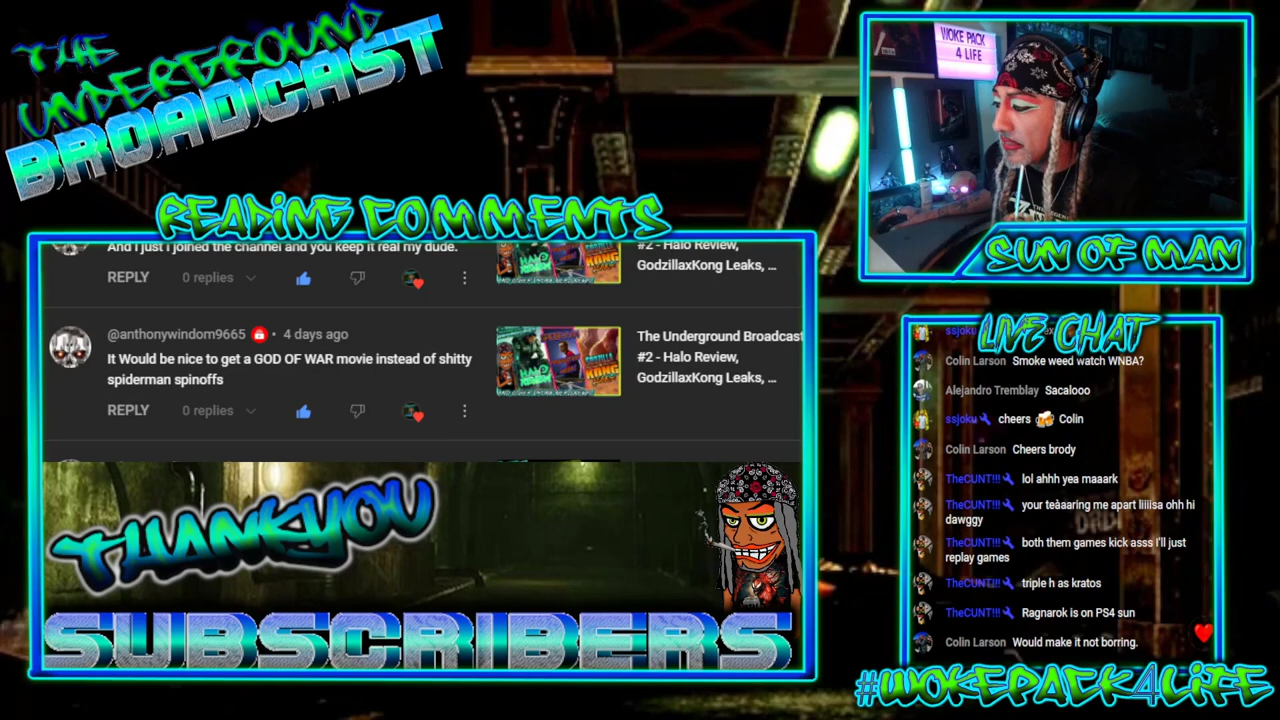 THE
UNDERGROUND
BROADCAST
WOKE PACK
4 LIFE
SUN OF MAN
READING COMMENTS
And I just I joined the channel and you keep it real my dude.
REPLY 0 replies
#2 - Halo Review,
GodzillaxKong Leaks, ...
@anthonywindom9665 • 4 days ago
It Would be nice to get a GOD OF WAR movie instead of shitty
spiderman spinoffs
REPLY 0 replies
The Underground Broadcast
#2 - Halo Review,
GodzillaxKong Leaks, ...
THANKYOU
SUBSCRIBERS
LIVE CHAT
ssjoku
Colin Larson Smoke weed watch WNBA?
Alejandro Tremblay Sacalooo
ssjoku cheers 🍻 Colin
Colin Larson Cheers brody
TheCUNT!!! lol ahhh yea maaark
TheCUNT!!! your teàaaring me apart liiiisa ohh hi
dawggy
TheCUNT!!! both them games kick asss I'll just
replay games
TheCUNT!!! triple h as kratos
TheCUNT!!! Ragnarok is on PS4 sun
Colin Larson Would make it not borring.
#WOKEPACK4LIFE